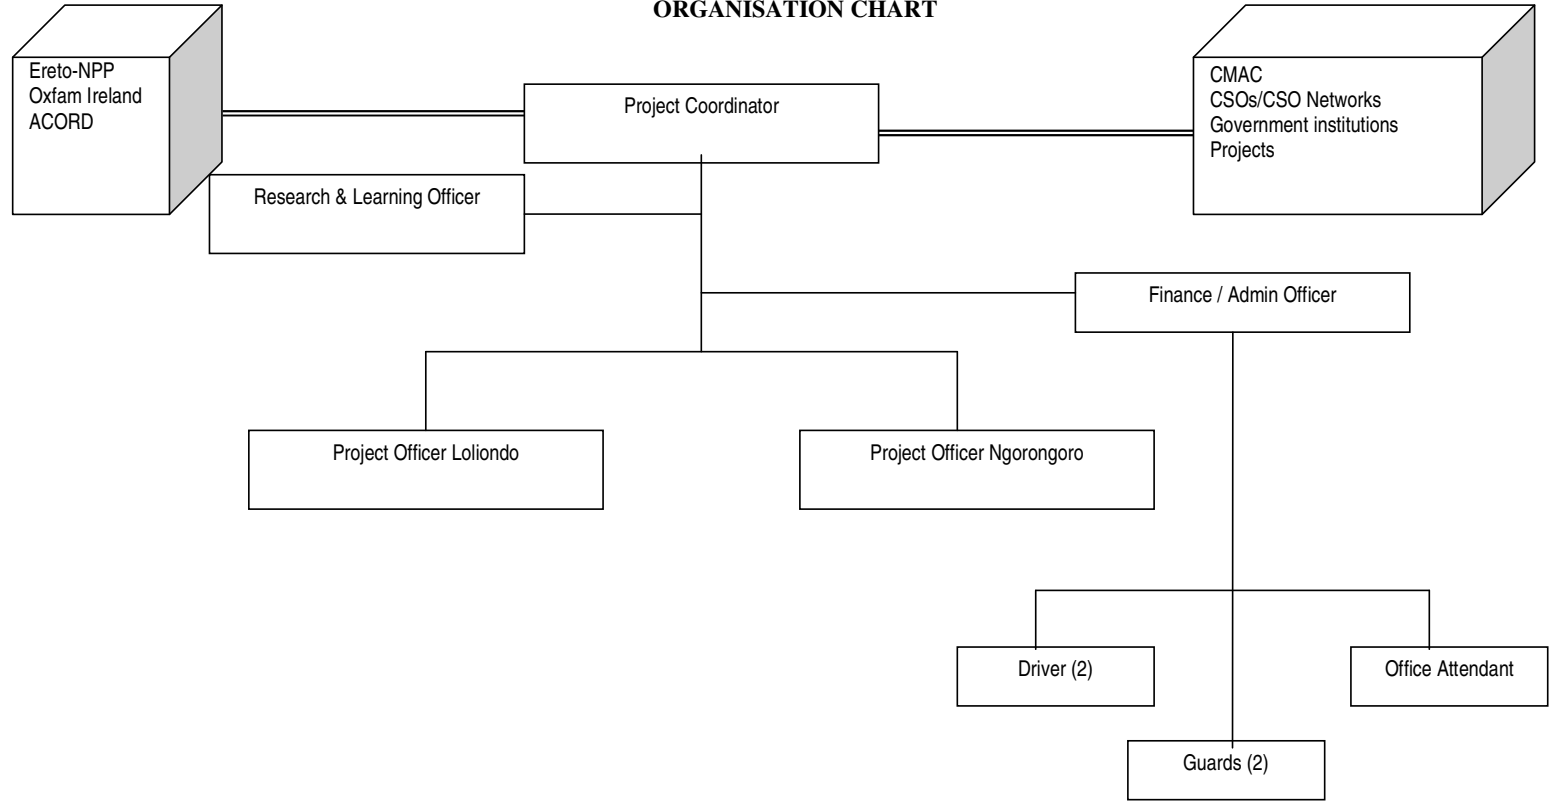 ORGANISATION CHART
Ereto-NPP
Oxfam Ireland
ACORD
Project Coordinator
CMAC
CSOs/CSO Networks
Government institutions
Projects
Research & Learning Officer
Finance / Admin Officer
Project Officer Loliondo
Project Officer Ngorongoro
Driver (2)
Office Attendant
Guards (2)